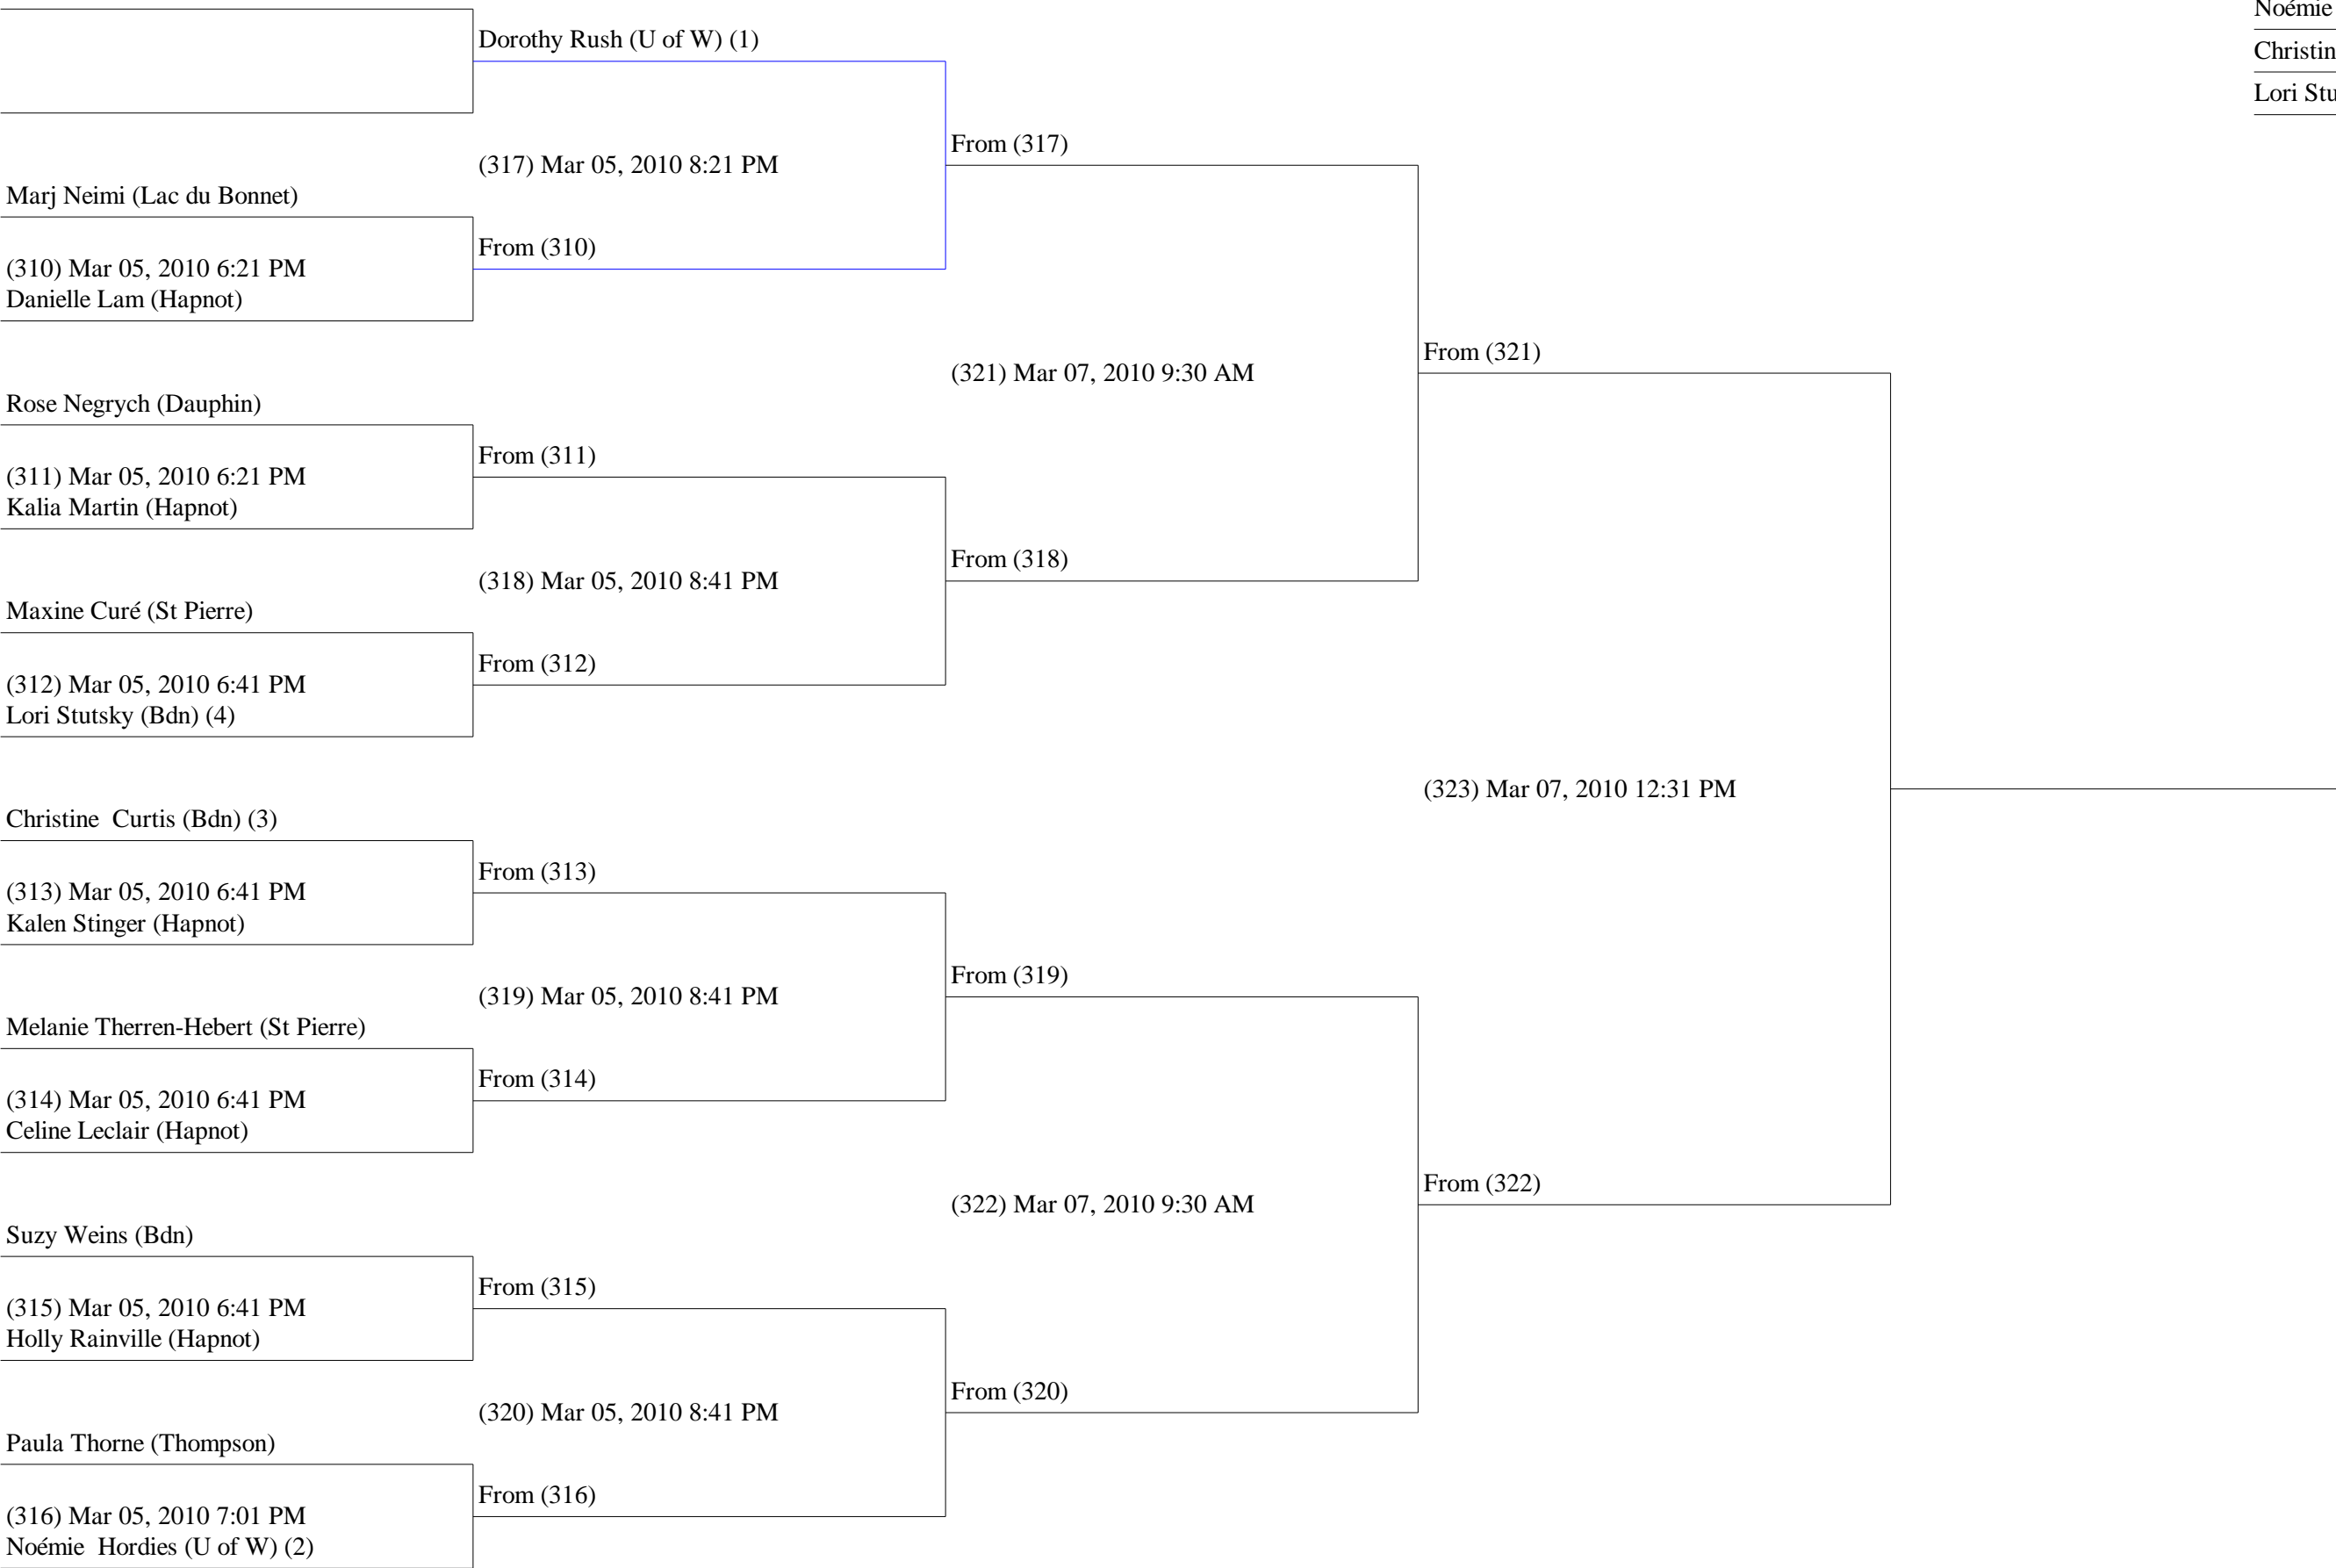 Dorothy Rush (U of W) (1)
(317) Mar 05, 2010 8:21 PM
Marj Neimi (Lac du Bonnet)
From (310)
(310) Mar 05, 2010 6:21 PM
Danielle Lam (Hapnot)
Rose Negrych (Dauphin)
From (311)
(311) Mar 05, 2010 6:21 PM
Kalia Martin (Hapnot)
(318) Mar 05, 2010 8:41 PM
Maxine Curé (St Pierre)
From (312)
(312) Mar 05, 2010 6:41 PM
Lori Stutsky (Bdn) (4)
Christine  Curtis (Bdn) (3)
From (313)
(313) Mar 05, 2010 6:41 PM
Kalen Stinger (Hapnot)
(319) Mar 05, 2010 8:41 PM
Melanie Therren-Hebert (St Pierre)
From (314)
(314) Mar 05, 2010 6:41 PM
Celine Leclair (Hapnot)
Suzy Weins (Bdn)
From (315)
(315) Mar 05, 2010 6:41 PM
Holly Rainville (Hapnot)
(320) Mar 05, 2010 8:41 PM
Paula Thorne (Thompson)
From (316)
(316) Mar 05, 2010 7:01 PM
Noémie  Hordies (U of W) (2)
From (317)
(321) Mar 07, 2010 9:30 AM
From (318)
From (319)
(322) Mar 07, 2010 9:30 AM
From (320)
From (321)
(323) Mar 07, 2010 12:31 PM
From (322)
Noémie
Christin
Lori Stu